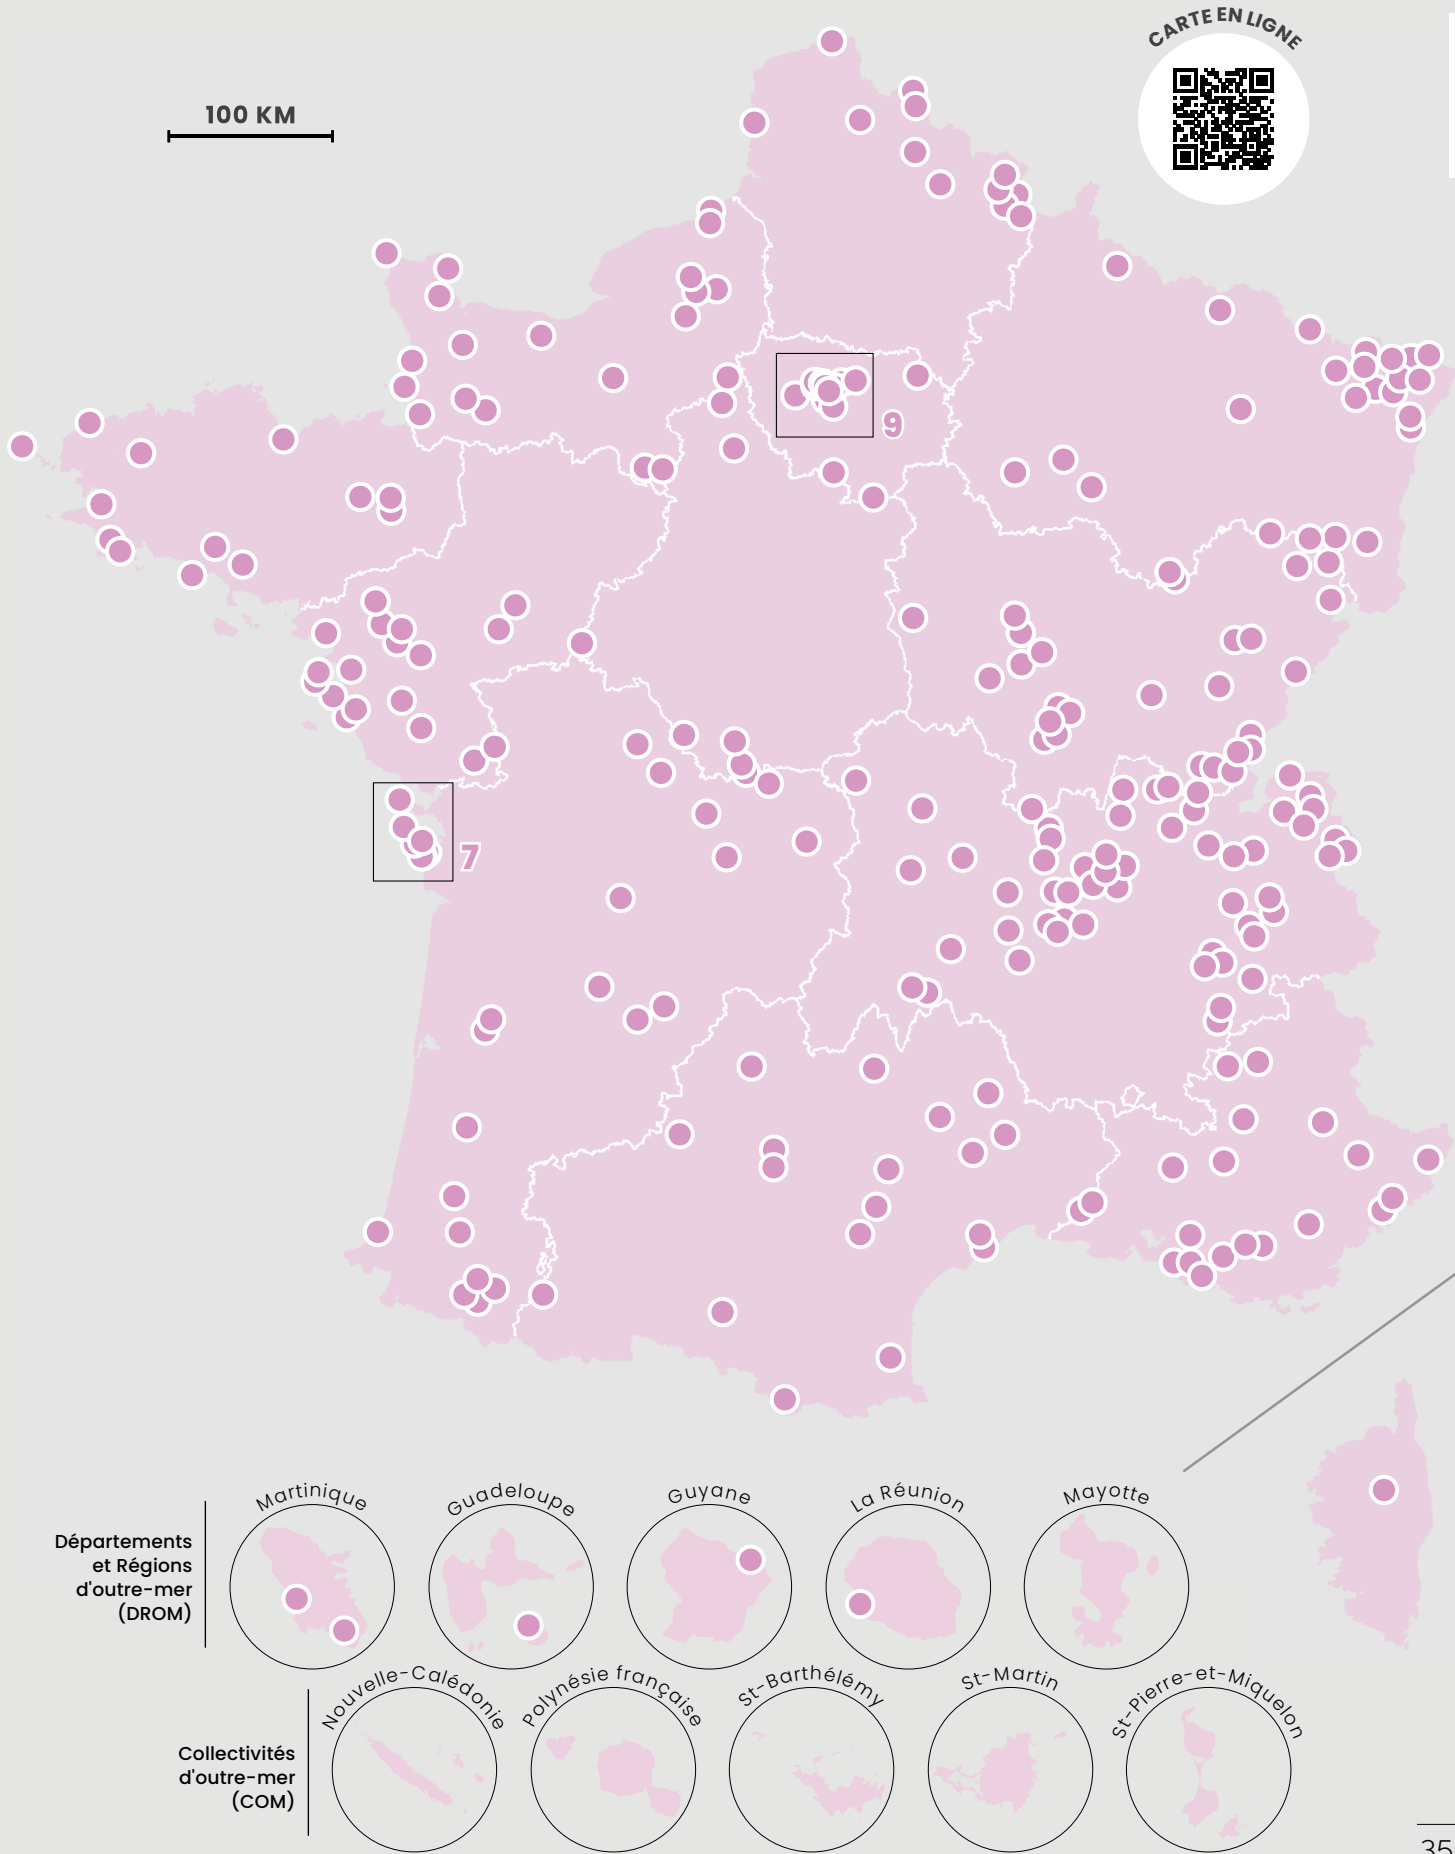 CARTE EN LIGNE
100 KM
9
7
Martinique
Guadeloupe
Guyane
La Réunion
Mayotte
Départements
et Régions
d'outre-mer
(DROM)
Nouvelle-Calédonie
Polynésie française
St-Barthélémy
St-Martin
St-Pierre-et-Miquelon
Collectivités
d'outre-mer
(COM)
35